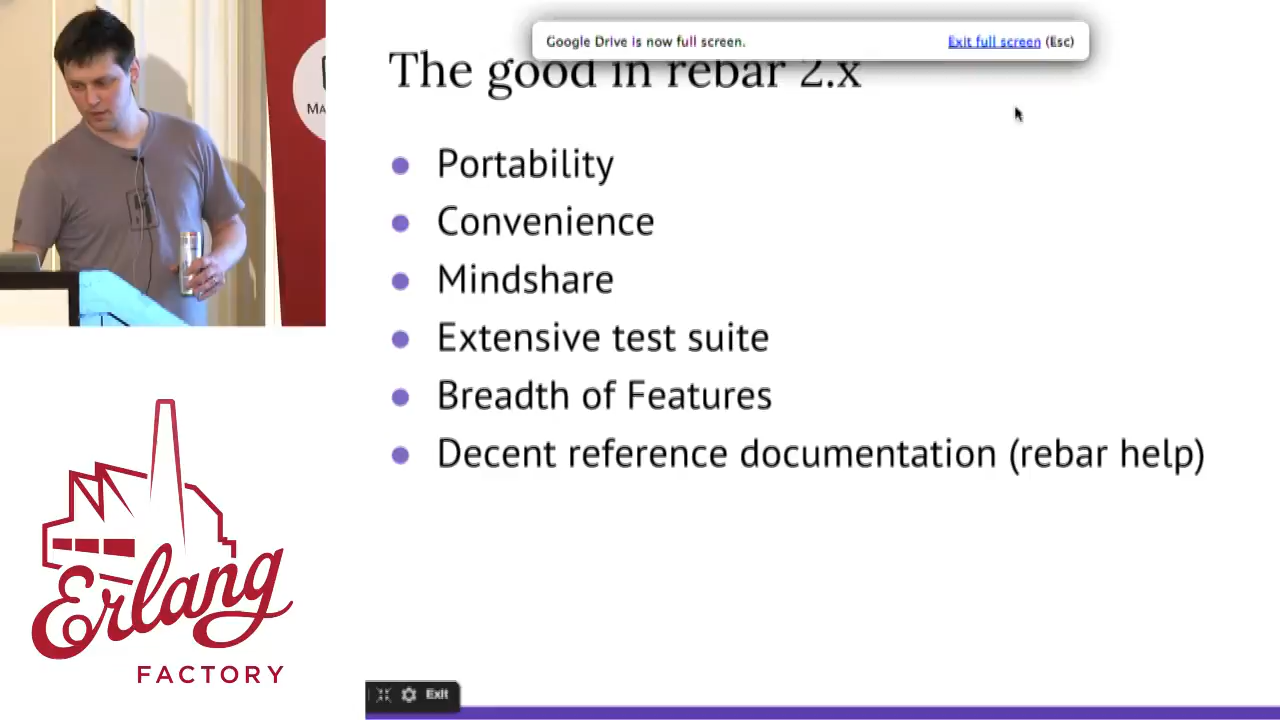 Google Drive is now full screen. Exit full screen (Esc)
The good in rebar 2.x
Portability
Convenience
Mindshare
Extensive test suite
Breadth of Features
Decent reference documentation (rebar help)
Erlang
FACTORY
Exit